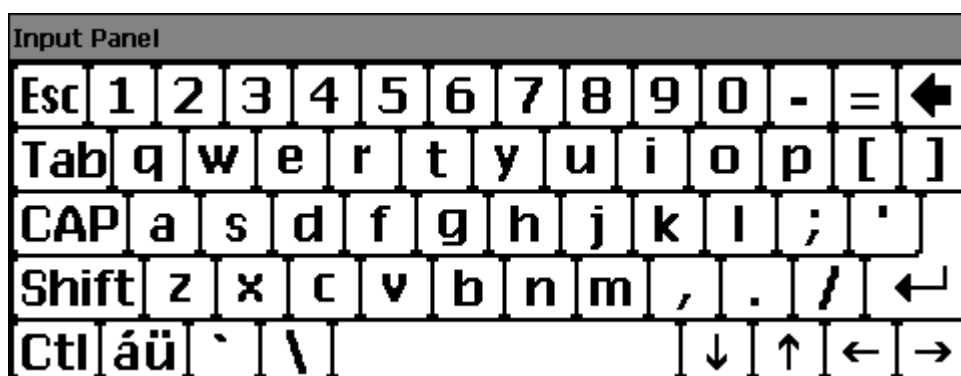 Input Panel
Esc 1 2 3 4 5 6 7 8 9 0 - = 🡄
Tab q w e r t y u i o p [ ]
CAP a s d f g h j k l ; '
Shift z x c v b n m , . / ↵
Ctl áü ` \ ↓ ↑ ← →